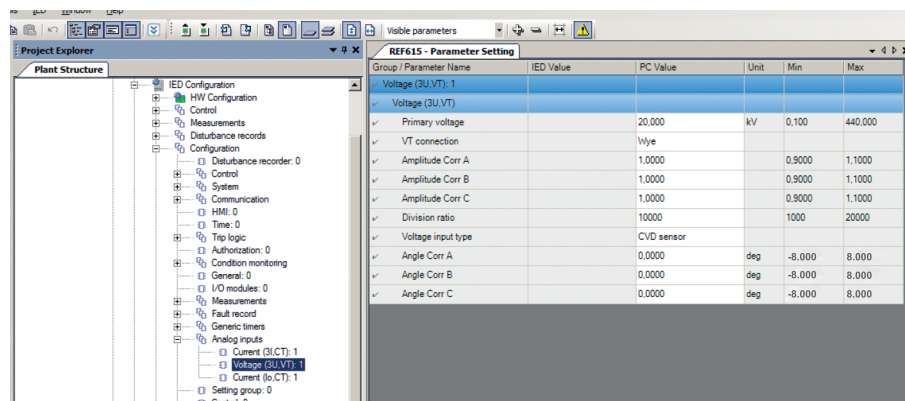 Window Help
Visible parameters
Project Explorer
Plant Structure
IED Configuration
HW Configuration
Control
Measurements
Disturbance records
Configuration
Disturbance recorder: 0
Control
System
Communication
HMI: 0
Time: 0
Trip logic
Authorization: 0
Condition monitoring
General: 0
I/O modules: 0
Measurements
Fault record
Generic timers
Analog inputs
Current (3I,CT): 1
Voltage (3U,VT): 1
Current (Io,CT): 1
Setting group: 0
REF615 - Parameter Setting
Group / Parameter Name IED Value PC Value Unit Min Max
Voltage (3U,VT): 1
Voltage (3U,VT)
Primary voltage 20,000 kV 0,100 440,000
VT connection Wye
Amplitude Corr A 1,0000 0,9000 1,1000
Amplitude Corr B 1,0000 0,9000 1,1000
Amplitude Corr C 1,0000 0,9000 1,1000
Division ratio 10000 1000 20000
Voltage input type CVD sensor
Angle Corr A 0,0000 deg -8.000 8.000
Angle Corr B 0,0000 deg -8.000 8.000
Angle Corr C 0,0000 deg -8.000 8.000